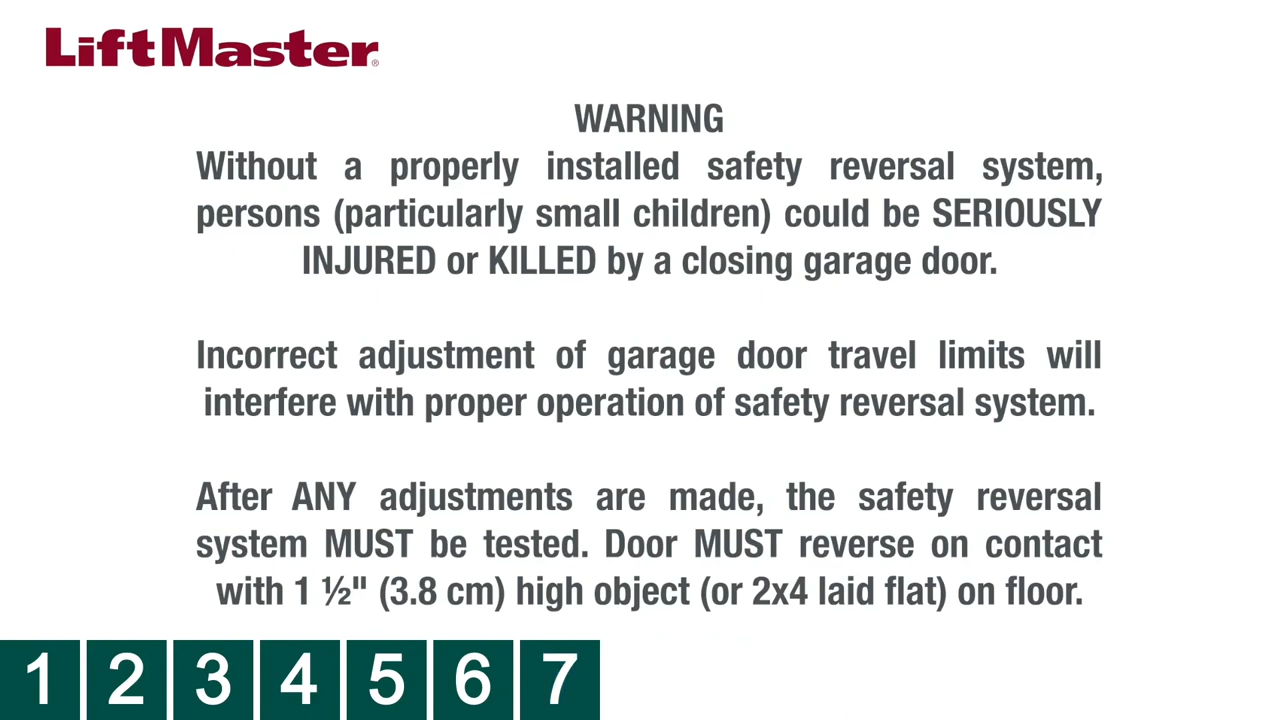 LiftMaster®
WARNING
Without a properly installed safety reversal system,
persons (particularly small children) could be SERIOUSLY
INJURED or KILLED by a closing garage door.
Incorrect adjustment of garage door travel limits will
interfere with proper operation of safety reversal system.
After ANY adjustments are made, the safety reversal
system MUST be tested. Door MUST reverse on contact
with 1 ½" (3.8 cm) high object (or 2x4 laid flat) on floor.
1 2 3 4 5 6 7